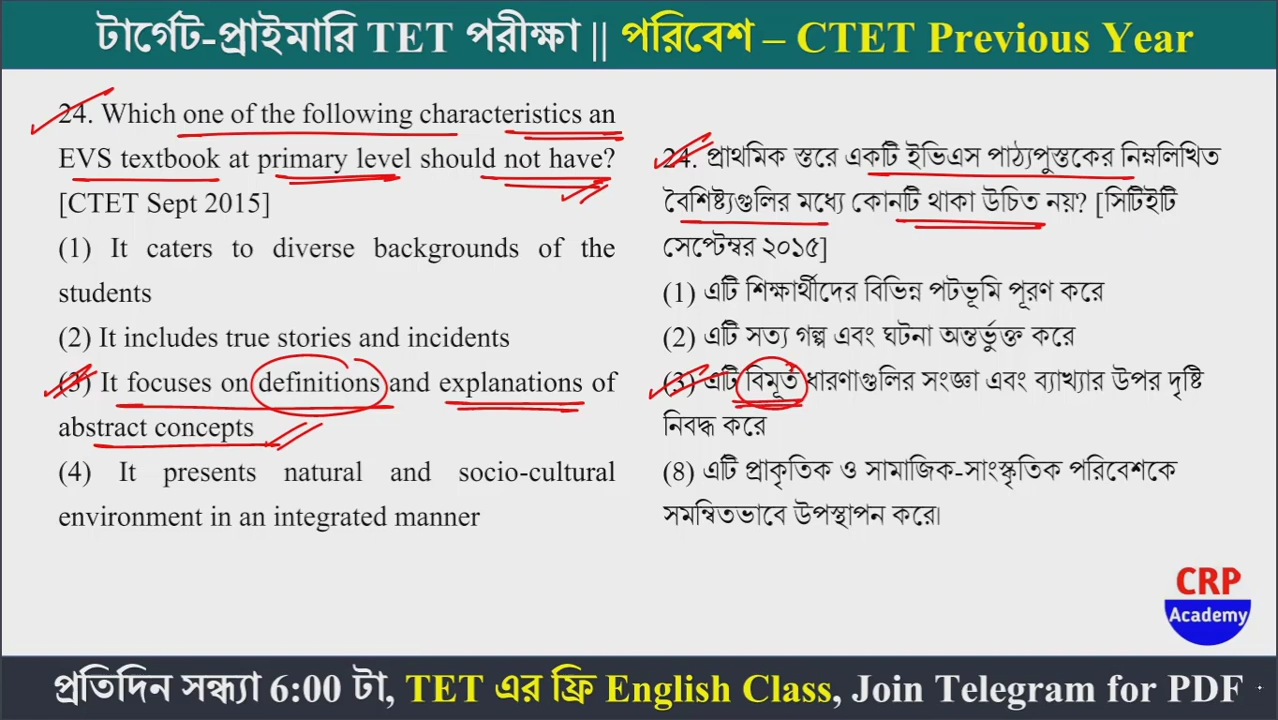 টার্গেট-প্রাইমারি TET পরীক্ষা || পরিবেশ – CTET Previous Year
24. Which one of the following characteristics an
EVS textbook at primary level should not have?
[CTET Sept 2015]
(1) It caters to diverse backgrounds of the
students
(2) It includes true stories and incidents
(3) It focuses on definitions and explanations of
abstract concepts
(4) It presents natural and socio-cultural
environment in an integrated manner
24. প্রাথমিক স্তরে একটি ইভিএস পাঠ্যপুস্তকের নিম্নলিখিত
বৈশিষ্ট্যগুলির মধ্যে কোনটি থাকা উচিত নয়? [সিটিইটি
সেপ্টেম্বর ২০১৫]
(1) এটি শিক্ষার্থীদের বিভিন্ন পটভূমি পূরণ করে
(2) এটি সত্য গল্প এবং ঘটনা অন্তর্ভুক্ত করে
(3) এটি বিমূর্ত ধারণাগুলির সংজ্ঞা এবং ব্যাখ্যার উপর দৃষ্টি
নিবদ্ধ করে
(8) এটি প্রাকৃতিক ও সামাজিক-সাংস্কৃতিক পরিবেশকে
সমন্বিতভাবে উপস্থাপন করে।
CRP
Academy
প্রতিদিন সন্ধ্যা 6:00 টা, TET এর ফ্রি English Class, Join Telegram for PDF